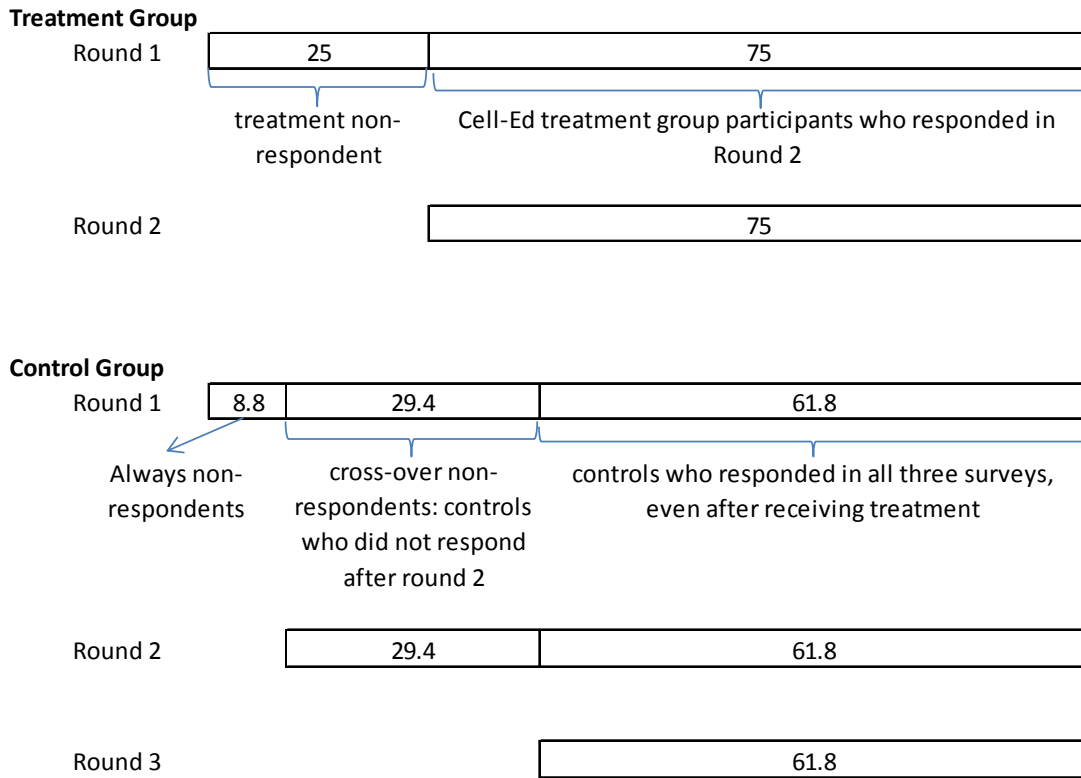 Treatment Group
Round 1
25
75
treatment non-
respondent
Cell-Ed treatment group participants who responded in
Round 2
Round 2
75
Control Group
Round 1
8.8
29.4
61.8
Always non-
respondents
cross-over non-
respondents: controls
who did not respond
after round 2
controls who responded in all three surveys,
even after receiving treatment
Round 2
29.4
61.8
Round 3
61.8